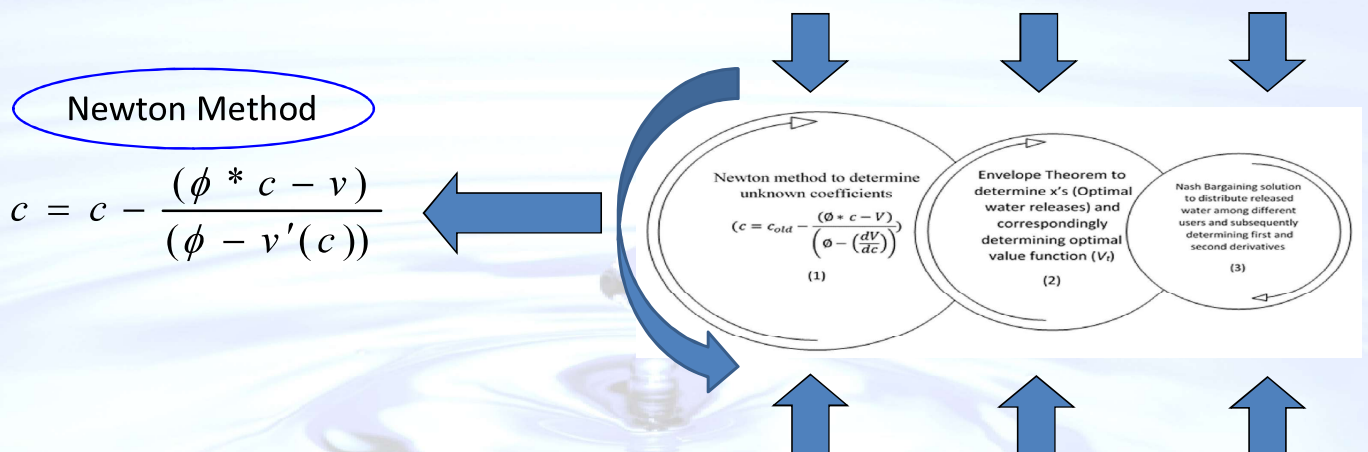 Newton Method
c = c - (ϕ * c - v) / (ϕ - v'(c))
Newton method to determine
unknown coefficients
(c = c_old - (Ø * c - V) / (Ø - (dV/dc)))
(1)
Envelope Theorem to
determine x's (Optimal
water releases) and
correspondingly
determining optimal
value function (V_t)
(2)
Nash Bargaining solution
to distribute released
water among different
users and subsequently
determining first and
second derivatives
(3)